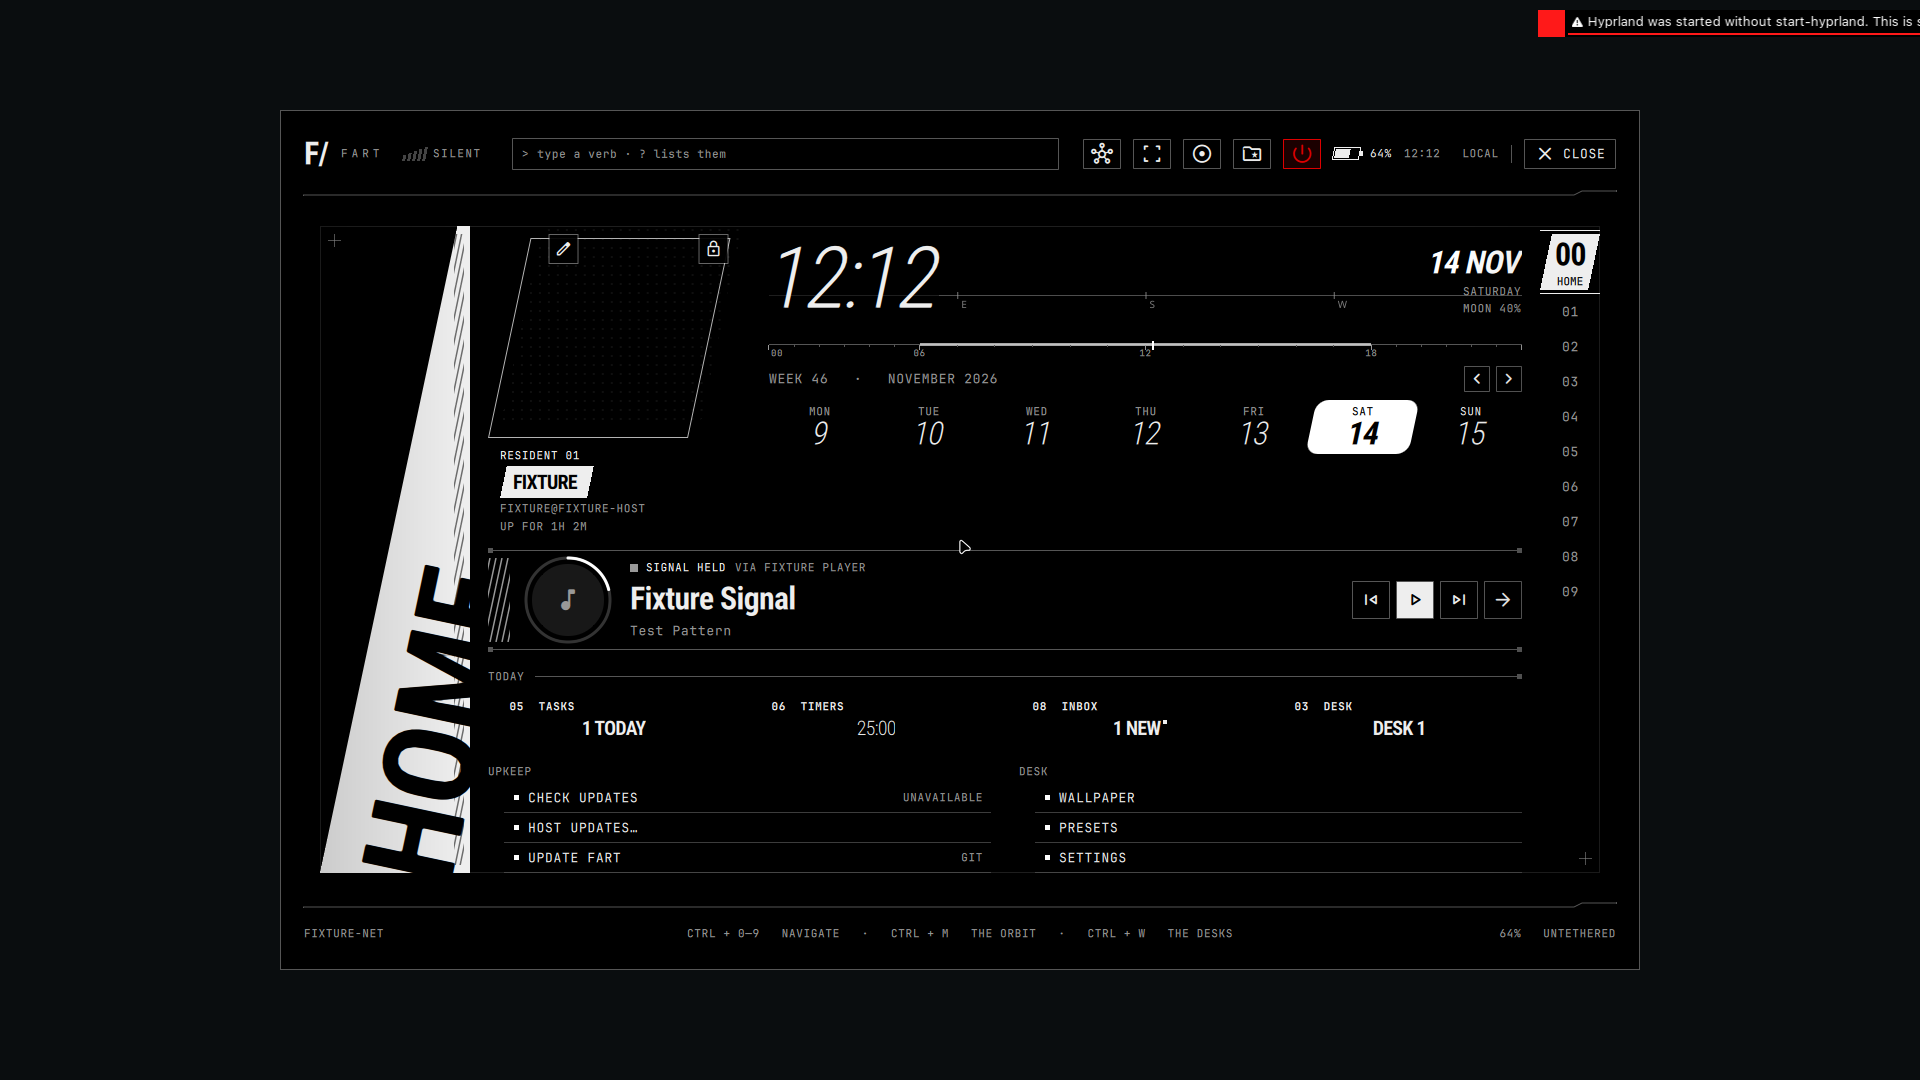 ⚠ Hyprland was started without start-hyprland. This is s
F/ FART SILENT > type a verb · ? lists them 64% 12:12 LOCAL CLOSE
12:12
14 NOV
SATURDAY
MOON 40%
E S W
00 06 12 18
WEEK 46 · NOVEMBER 2026
MON TUE WED THU FRI SAT SUN
9 10 11 12 13 14 15
RESIDENT 01
FIXTURE
FIXTURE@FIXTURE-HOST
UP FOR 1H 2M
SIGNAL HELD VIA FIXTURE PLAYER
Fixture Signal
Test Pattern
TODAY
05 TASKS 06 TIMERS 08 INBOX 03 DESK
1 TODAY 25:00 1 NEW DESK 1
UPKEEP
CHECK UPDATES UNAVAILABLE
HOST UPDATES…
UPDATE FART GIT
DESK
WALLPAPER
PRESETS
SETTINGS
HOME
00
HOME
01
02
03
04
05
06
07
08
09
FIXTURE-NET CTRL + 0–9 NAVIGATE · CTRL + M THE ORBIT · CTRL + W THE DESKS 64% UNTETHERED